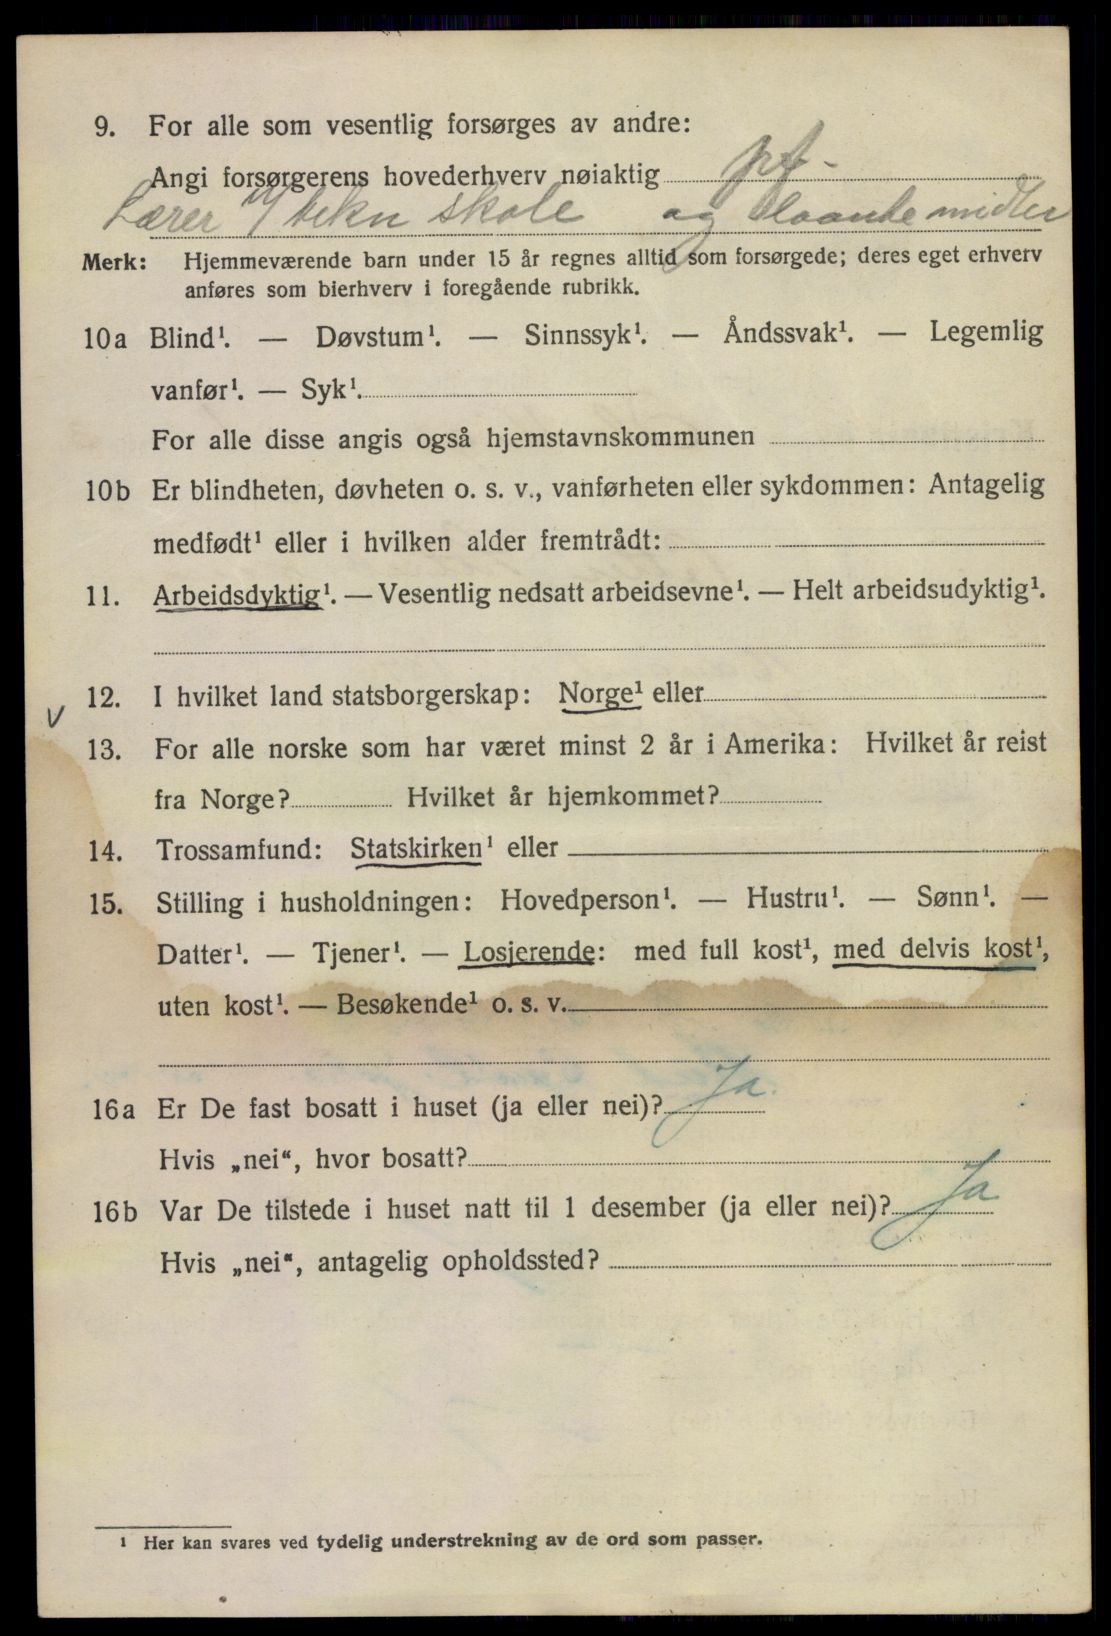 9. For alle som vesentlig forsørges av andre:
Angi forsørgerens hovederhverv nøiaktig pf.
Lærer v/ tekn skole og laante midler
Merk: Hjemmeværende barn under 15 år regnes alltid som forsørgede; deres eget erhverv
anføres som bierhverv i foregående rubrikk.
10a Blind¹. — Døvstum¹. — Sinnssyk¹. — Åndssvak¹. — Legemlig
vanfør¹. — Syk¹.
For alle disse angis også hjemstavnskommunen
10b Er blindheten, døvheten o. s. v., vanførheten eller sykdommen: Antagelig
medfødt¹ eller i hvilken alder fremtrådt:
11. Arbeidsdyktig¹. — Vesentlig nedsatt arbeidsevne¹. — Helt arbeidsudyktig¹.
12. I hvilket land statsborgerskap: Norge¹ eller
v
13. For alle norske som har været minst 2 år i Amerika: Hvilket år reist
fra Norge? Hvilket år hjemkommet?
14. Trossamfund: Statskirken¹ eller
15. Stilling i husholdningen: Hovedperson¹. — Hustru¹. — Sønn¹. —
Datter¹. — Tjener¹. — Losjerende: med full kost¹, med delvis kost¹,
uten kost¹. — Besøkende¹ o. s. v.
16a Er De fast bosatt i huset (ja eller nei)? Ja.
Hvis „nei“, hvor bosatt?
16b Var De tilstede i huset natt til 1 desember (ja eller nei)? Ja
Hvis „nei“, antagelig opholdssted?
¹ Her kan svares ved tydelig understrekning av de ord som passer.